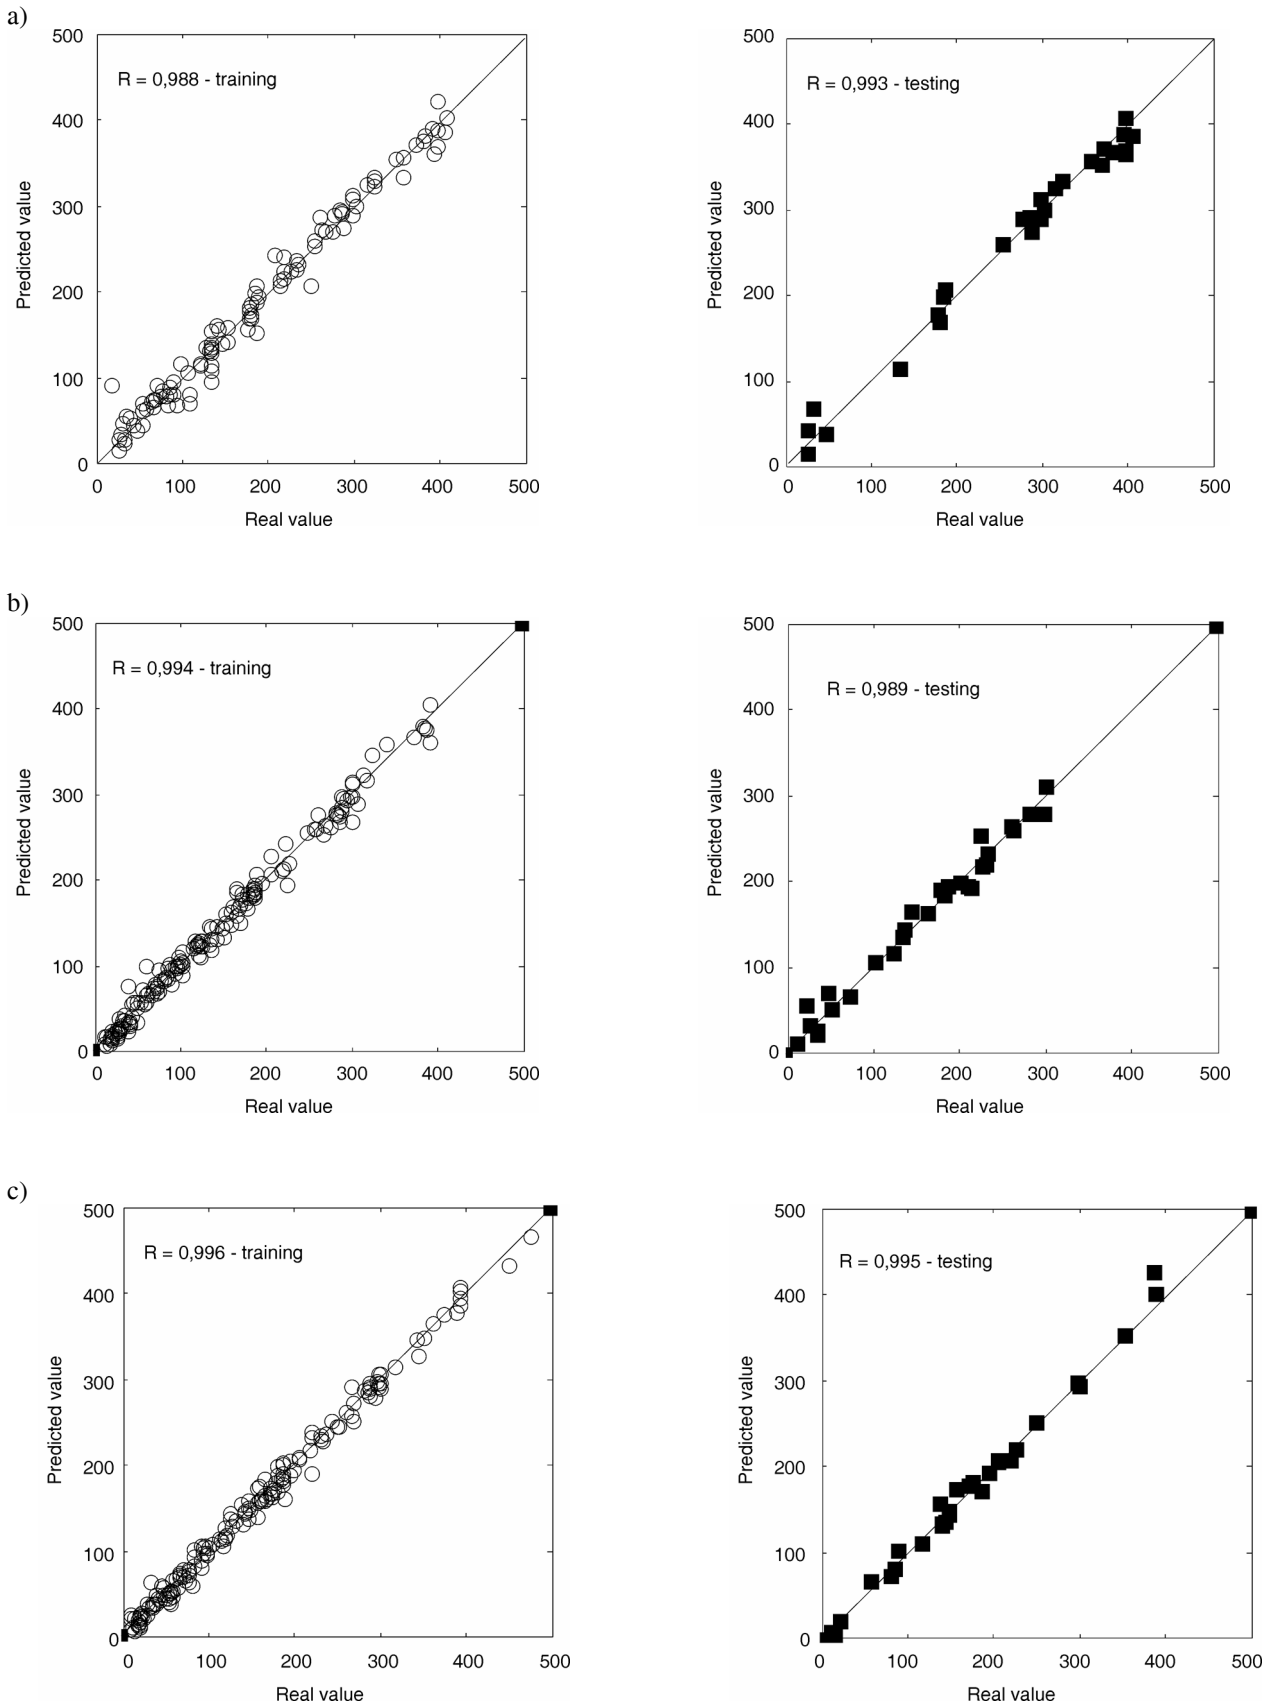 a)
500
400
300
200
100
0
Predicted value
R = 0,988 - training
0 100 200 300 400 500
Real value
500
400
300
200
100
0
Predicted value
R = 0,993 - testing
0 100 200 300 400 500
Real value
b)
500
400
300
200
100
0
Predicted value
R = 0,994 - training
0 100 200 300 400 500
Real value
500
400
300
200
100
0
Predicted value
R = 0,989 - testing
0 100 200 300 400 500
Real value
c)
500
400
300
200
100
0
Predicted value
R = 0,996 - training
0 100 200 300 400 500
Real value
500
400
300
200
100
0
Predicted value
R = 0,995 - testing
0 100 200 300 400 500
Real value